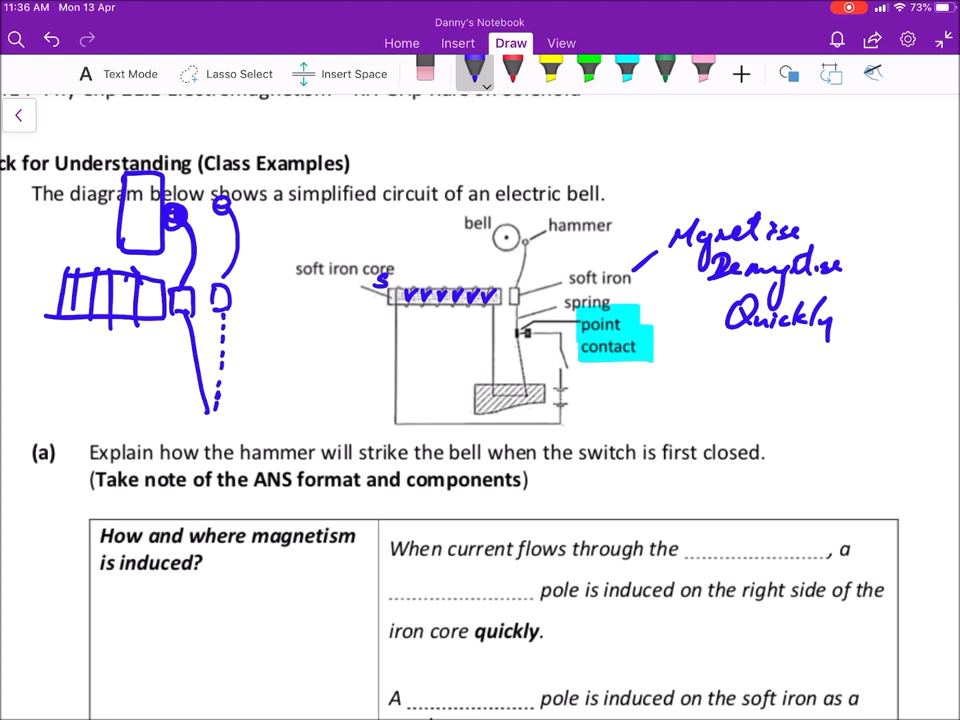 11:36 AM Mon 13 Apr
73%
Danny's Notebook
Home Insert Draw View
A Text Mode Lasso Select Insert Space
ck for Understanding (Class Examples)
The diagram below shows a simplified circuit of an electric bell.
bell
hammer
soft iron core
S
soft iron
spring
point
contact
Magnetise
Demagnetise
Quickly
(a) Explain how the hammer will strike the bell when the switch is first closed.
(Take note of the ANS format and components)
How and where magnetism
is induced?
When current flows through the ...................., a
.................... pole is induced on the right side of the
iron core quickly.
A .................... pole is induced on the soft iron as a